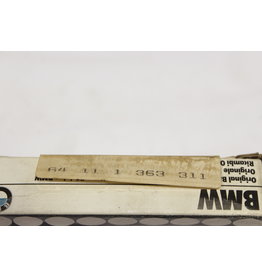 64 11 1 363 311
BMW
Original B
Originale
Ricambi O